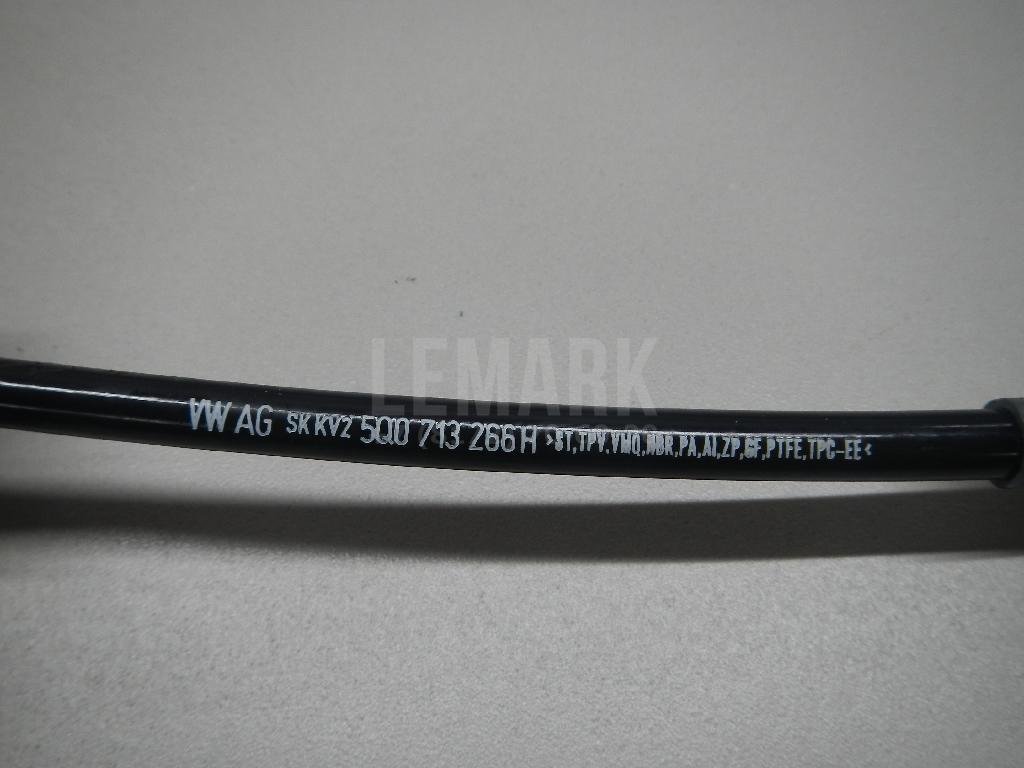 LEMARK
VW AG SK KV2 5Q0 713 266 H >ST,TPV,VMQ,NBR,PA,Al,ZP,GF,PTFE,TPC-EE<